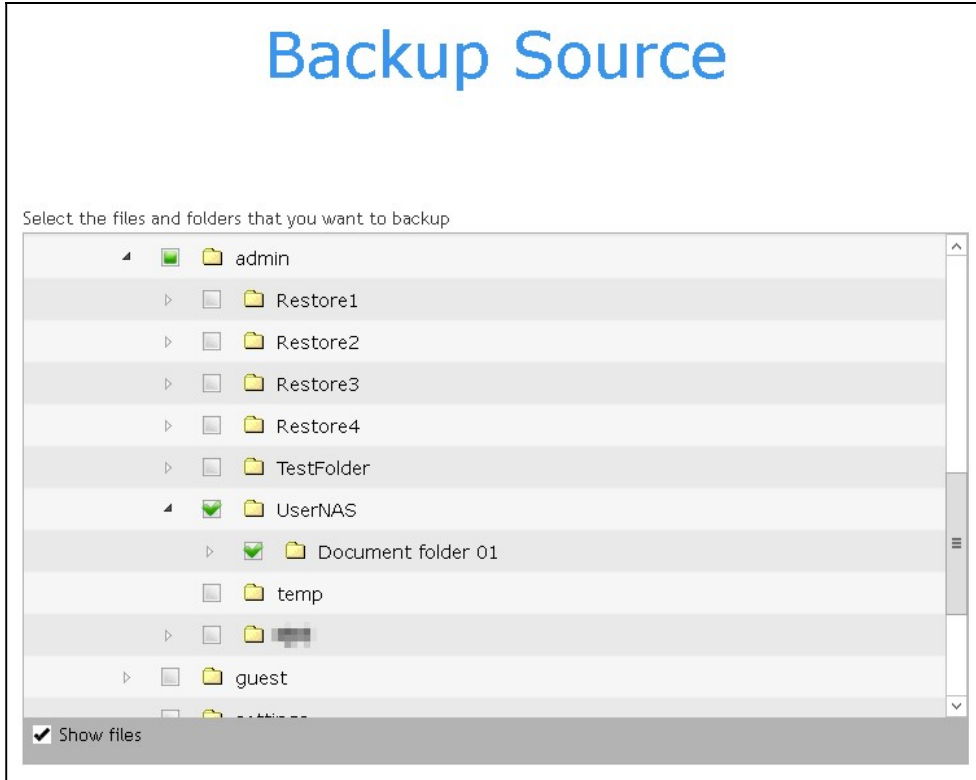 Backup Source
Select the files and folders that you want to backup
admin
Restore1
Restore2
Restore3
Restore4
TestFolder
UserNAS
Document folder 01
temp
guest
Show files